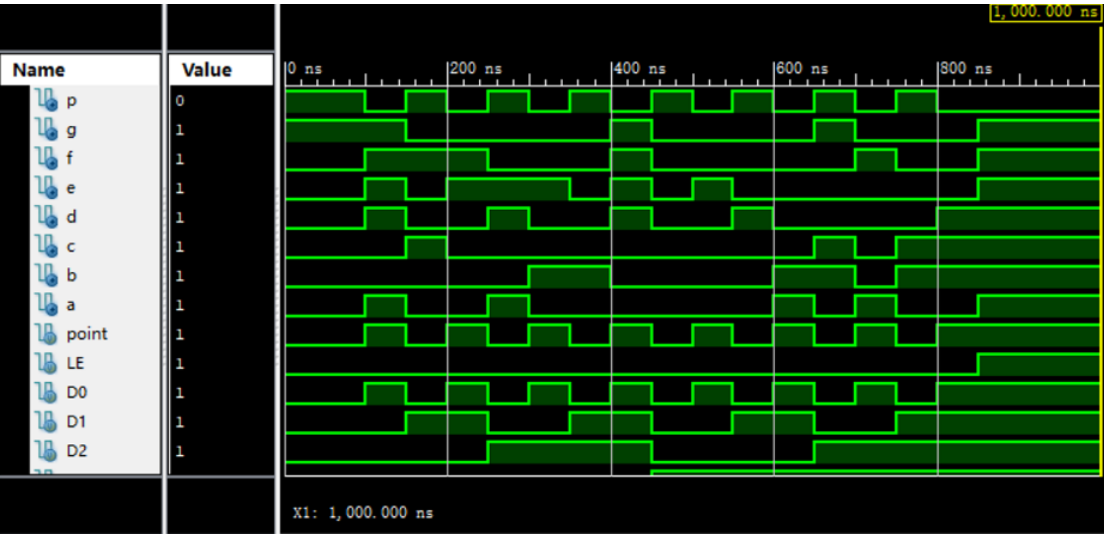 1,000.000 ns
Name Value 0 ns 200 ns 400 ns 600 ns 800 ns
p 0
g 1
f 1
e 1
d 1
c 1
b 1
a 1
point 1
LE 1
D0 1
D1 1
D2 1
X1: 1,000.000 ns